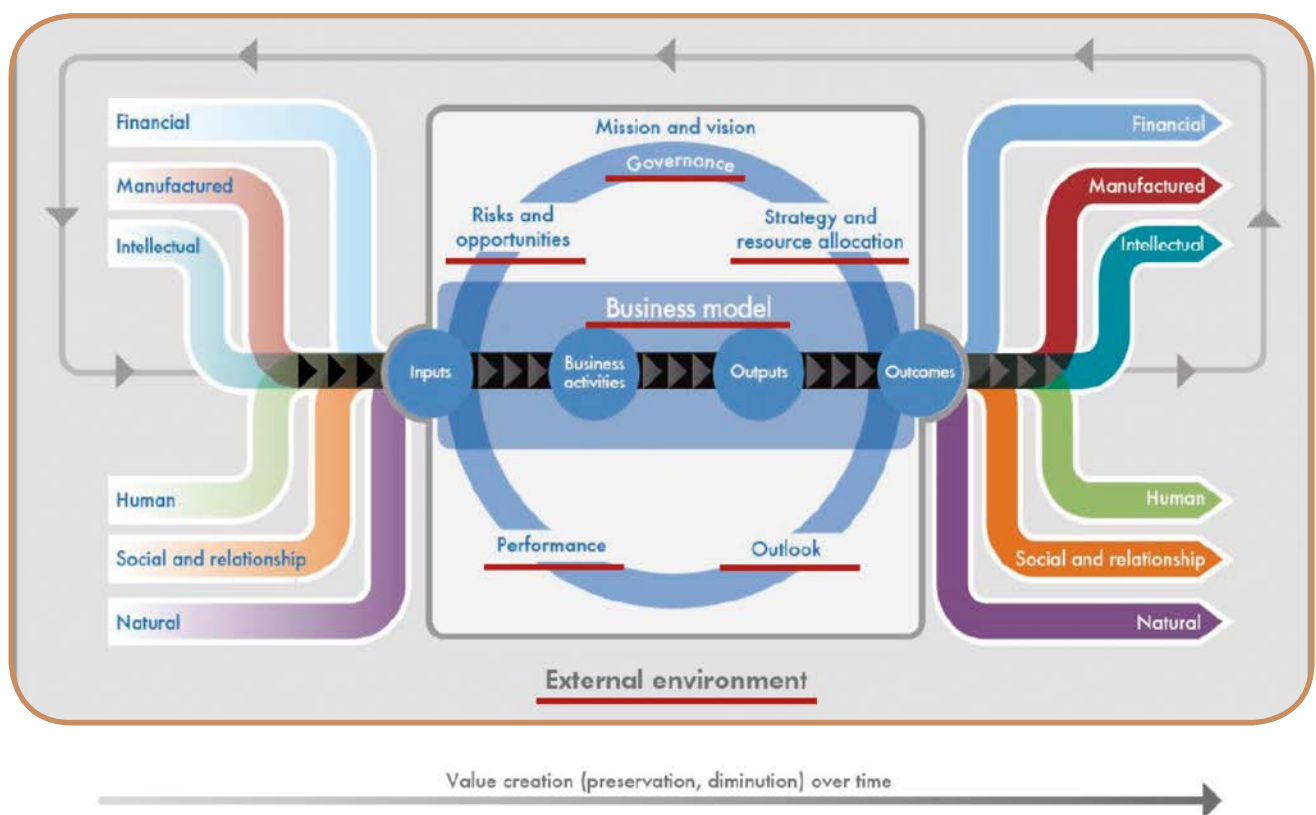 Financial
Manufactured
Intellectual
Human
Social and relationship
Natural
Mission and vision
Governance
Risks and
opportunities
Strategy and
resource allocation
Business model
Inputs
Business
activities
Outputs
Outcomes
Performance
Outlook
Financial
Manufactured
Intellectual
Human
Social and relationship
Natural
External environment
Value creation (preservation, diminution) over time